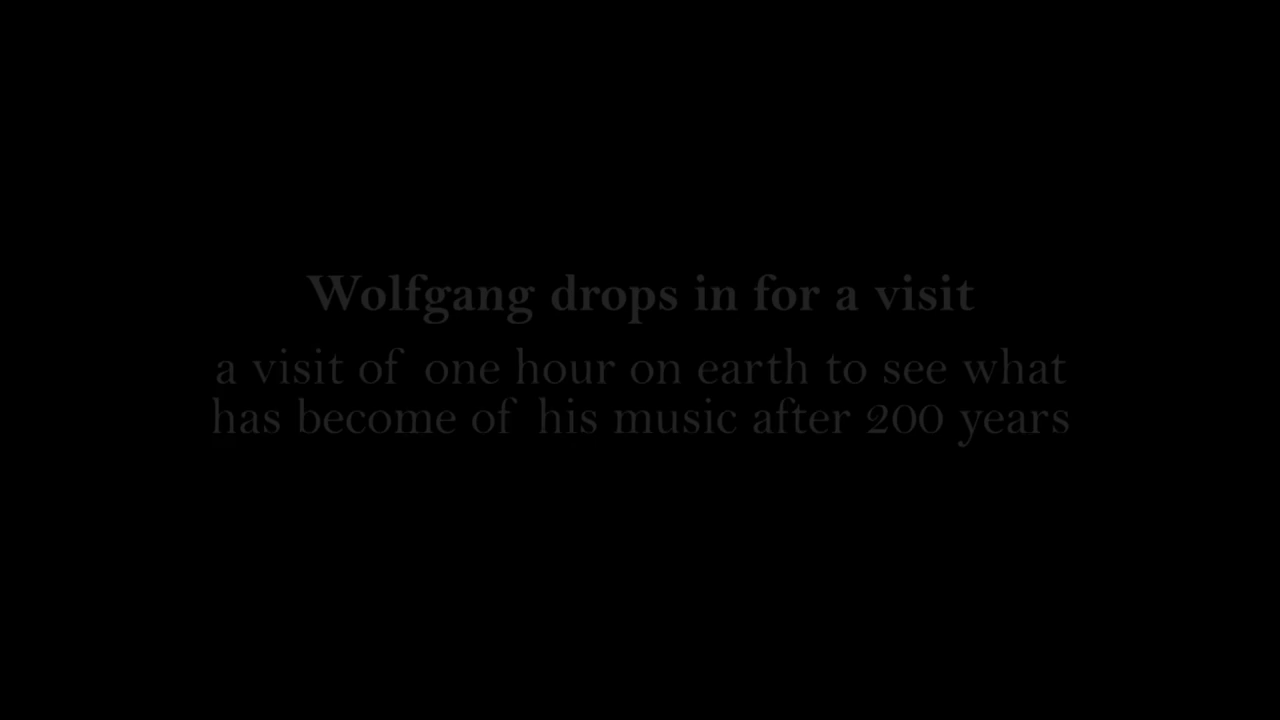 Wolfgang drops in for a visit
a visit of one hour on earth to see what
has become of his music after 200 years